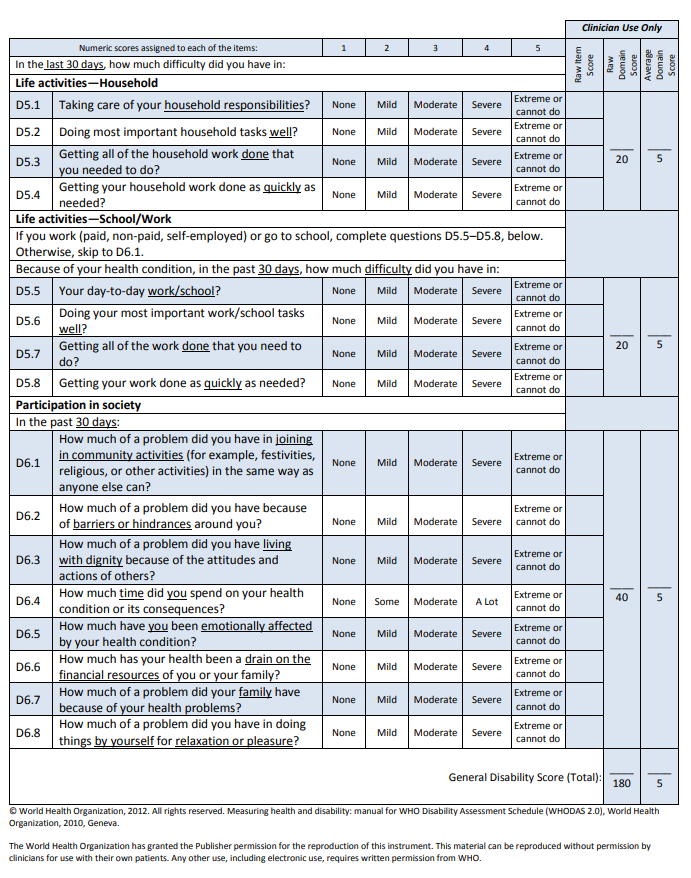 Clinician Use Only
Numeric scores assigned to each of the items: 1 2 3 4 5
Raw Item Score
Raw Domain Score
Average Domain Score
In the last 30 days, how much difficulty did you have in:
Life activities—Household
D5.1 Taking care of your household responsibilities? None Mild Moderate Severe Extreme or cannot do
D5.2 Doing most important household tasks well? None Mild Moderate Severe Extreme or cannot do
D5.3 Getting all of the household work done that
you needed to do? None Mild Moderate Severe Extreme or cannot do
D5.4 Getting your household work done as quickly as
needed? None Mild Moderate Severe Extreme or cannot do
____ 20 ____ 5
Life activities—School/Work
If you work (paid, non-paid, self-employed) or go to school, complete questions D5.5–D5.8, below.
Otherwise, skip to D6.1.
Because of your health condition, in the past 30 days, how much difficulty did you have in:
D5.5 Your day-to-day work/school? None Mild Moderate Severe Extreme or cannot do
D5.6 Doing your most important work/school tasks
well? None Mild Moderate Severe Extreme or cannot do
D5.7 Getting all of the work done that you need to
do? None Mild Moderate Severe Extreme or cannot do
D5.8 Getting your work done as quickly as needed? None Mild Moderate Severe Extreme or cannot do
____ 20 ____ 5
Participation in society
In the past 30 days:
D6.1 How much of a problem did you have in joining
in community activities (for example, festivities,
religious, or other activities) in the same way as
anyone else can? None Mild Moderate Severe Extreme or cannot do
D6.2 How much of a problem did you have because
of barriers or hindrances around you? None Mild Moderate Severe Extreme or cannot do
D6.3 How much of a problem did you have living
with dignity because of the attitudes and
actions of others? None Mild Moderate Severe Extreme or cannot do
D6.4 How much time did you spend on your health
condition or its consequences? None Some Moderate A Lot Extreme or cannot do
D6.5 How much have you been emotionally affected
by your health condition? None Mild Moderate Severe Extreme or cannot do
D6.6 How much has your health been a drain on the
financial resources of you or your family? None Mild Moderate Severe Extreme or cannot do
D6.7 How much of a problem did your family have
because of your health problems? None Mild Moderate Severe Extreme or cannot do
D6.8 How much of a problem did you have in doing
things by yourself for relaxation or pleasure? None Mild Moderate Severe Extreme or cannot do
____ 40 ____ 5
General Disability Score (Total): ____ 180 ____ 5
© World Health Organization, 2012. All rights reserved. Measuring health and disability: manual for WHO Disability Assessment Schedule (WHODAS 2.0), World Health
Organization, 2010, Geneva.
The World Health Organization has granted the Publisher permission for the reproduction of this instrument. This material can be reproduced without permission by
clinicians for use with their own patients. Any other use, including electronic use, requires written permission from WHO.